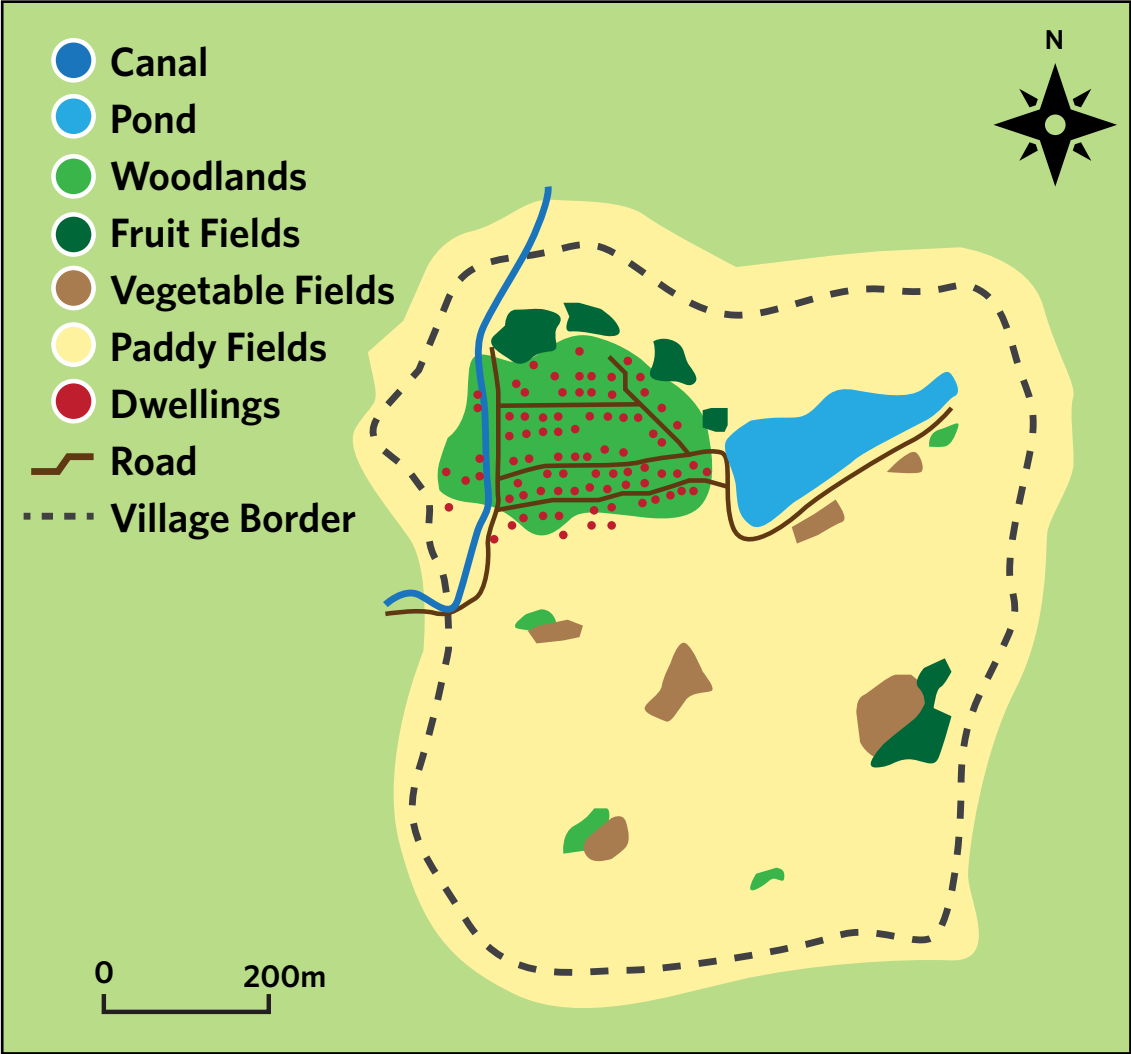 Canal
Pond
Woodlands
Fruit Fields
Vegetable Fields
Paddy Fields
Dwellings
Road
Village Border
N
0 200m